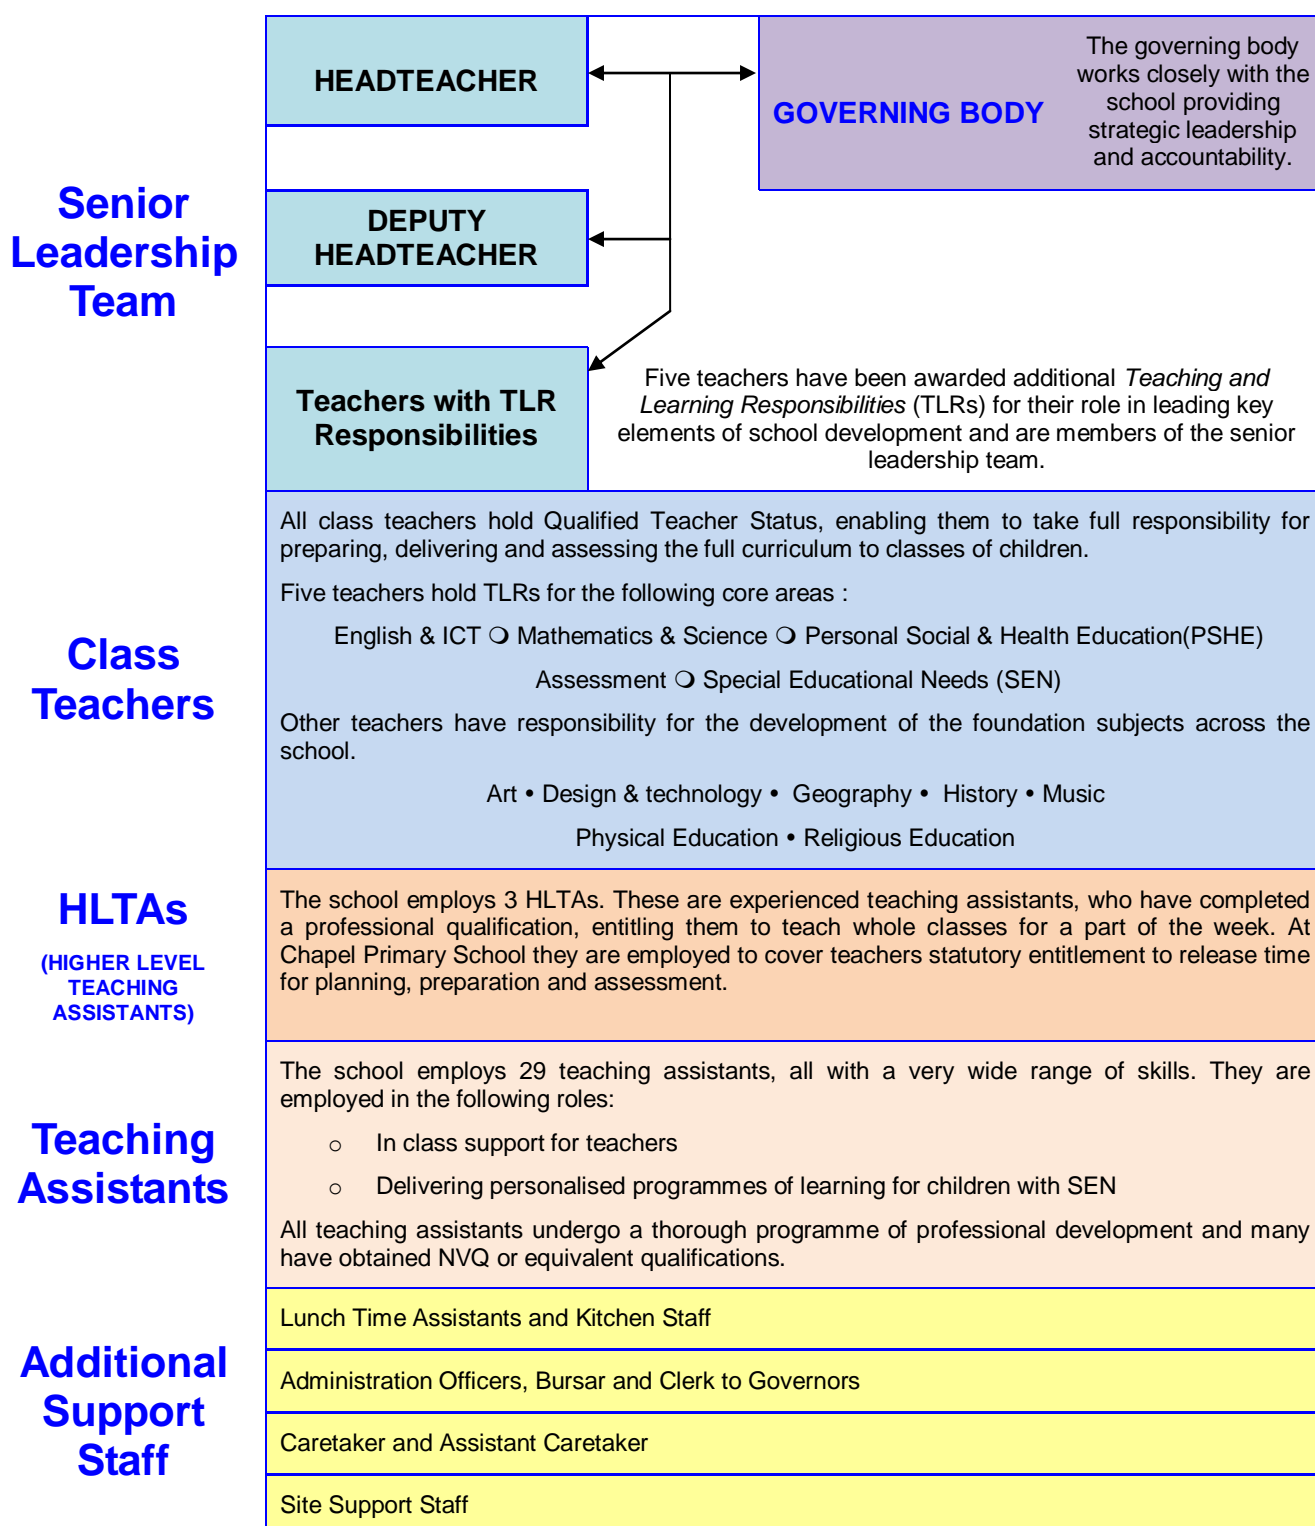 HEADTEACHER
GOVERNING BODY
The governing body
works closely with the
school providing
strategic leadership
and accountability.
Senior
Leadership
Team
DEPUTY
HEADTEACHER
Teachers with TLR
Responsibilities
Five teachers have been awarded additional Teaching and
Learning Responsibilities (TLRs) for their role in leading key
elements of school development and are members of the senior
leadership team.
Class
Teachers
All class teachers hold Qualified Teacher Status, enabling them to take full responsibility for
preparing, delivering and assessing the full curriculum to classes of children.
Five teachers hold TLRs for the following core areas :
English & ICT ❍ Mathematics & Science ❍ Personal Social & Health Education(PSHE)
Assessment ❍ Special Educational Needs (SEN)
Other teachers have responsibility for the development of the foundation subjects across the
school.
Art • Design & technology • Geography • History • Music
Physical Education • Religious Education
HLTAs
(HIGHER LEVEL
TEACHING
ASSISTANTS)
The school employs 3 HLTAs. These are experienced teaching assistants, who have completed
a professional qualification, entitling them to teach whole classes for a part of the week. At
Chapel Primary School they are employed to cover teachers statutory entitlement to release time
for planning, preparation and assessment.
Teaching
Assistants
The school employs 29 teaching assistants, all with a very wide range of skills. They are
employed in the following roles:
o In class support for teachers
o Delivering personalised programmes of learning for children with SEN
All teaching assistants undergo a thorough programme of professional development and many
have obtained NVQ or equivalent qualifications.
Additional
Support
Staff
Lunch Time Assistants and Kitchen Staff
Administration Officers, Bursar and Clerk to Governors
Caretaker and Assistant Caretaker
Site Support Staff